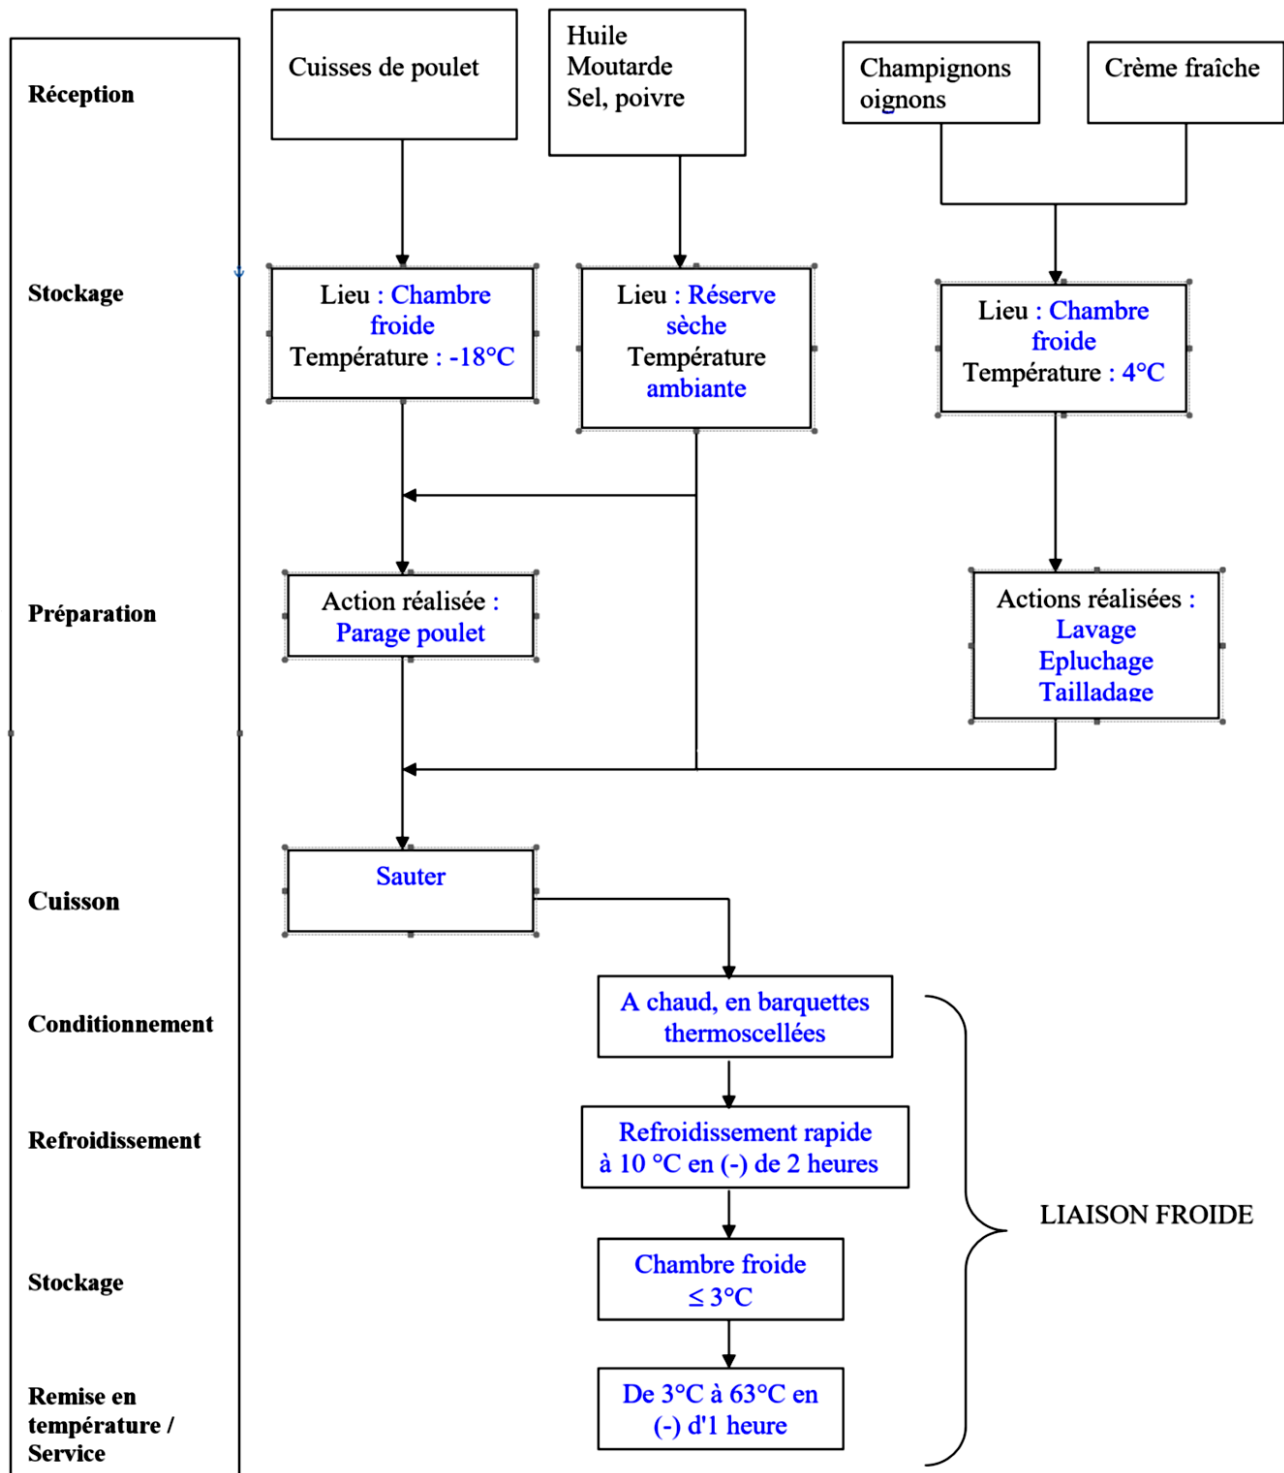 Réception
Cuisses de poulet
Huile
Moutarde
Sel, poivre
Champignons
oignons
Crème fraîche
Stockage
Lieu : Chambre
froide
Température : -18°C
Lieu : Réserve
sèche
Température
ambiante
Lieu : Chambre
froide
Température : 4°C
Préparation
Action réalisée :
Parage poulet
Actions réalisées :
Lavage
Epluchage
Tailladage
Cuisson
Sauter
Conditionnement
A chaud, en barquettes
thermoscellées
Refroidissement
Refroidissement rapide
à 10 °C en (-) de 2 heures
LIAISON FROIDE
Stockage
Chambre froide
≤ 3°C
Remise en
température /
Service
De 3°C à 63°C en
(-) d'1 heure